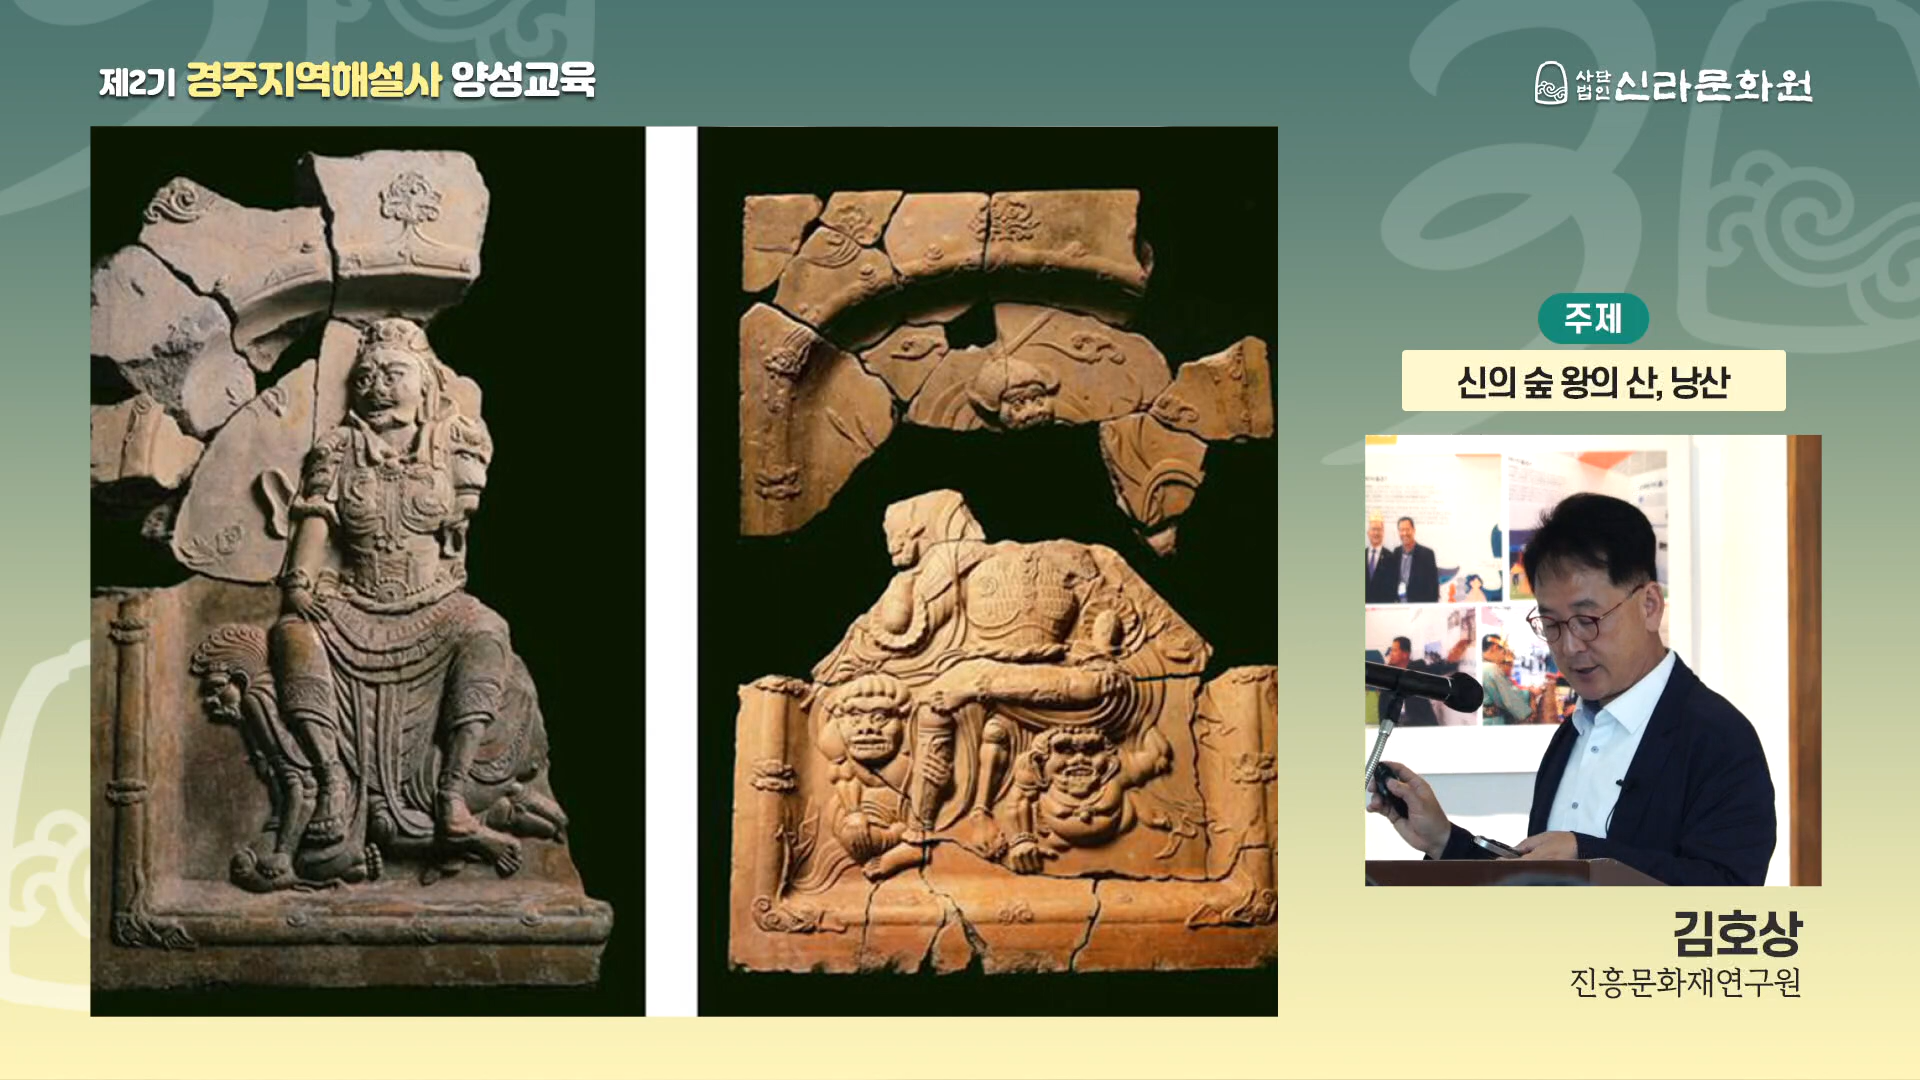 제2기 경주지역해설사 양성교육
사단법인 신라문화원
주제
신의 숲 왕의 산, 낭산
김호상
진흥문화재연구원